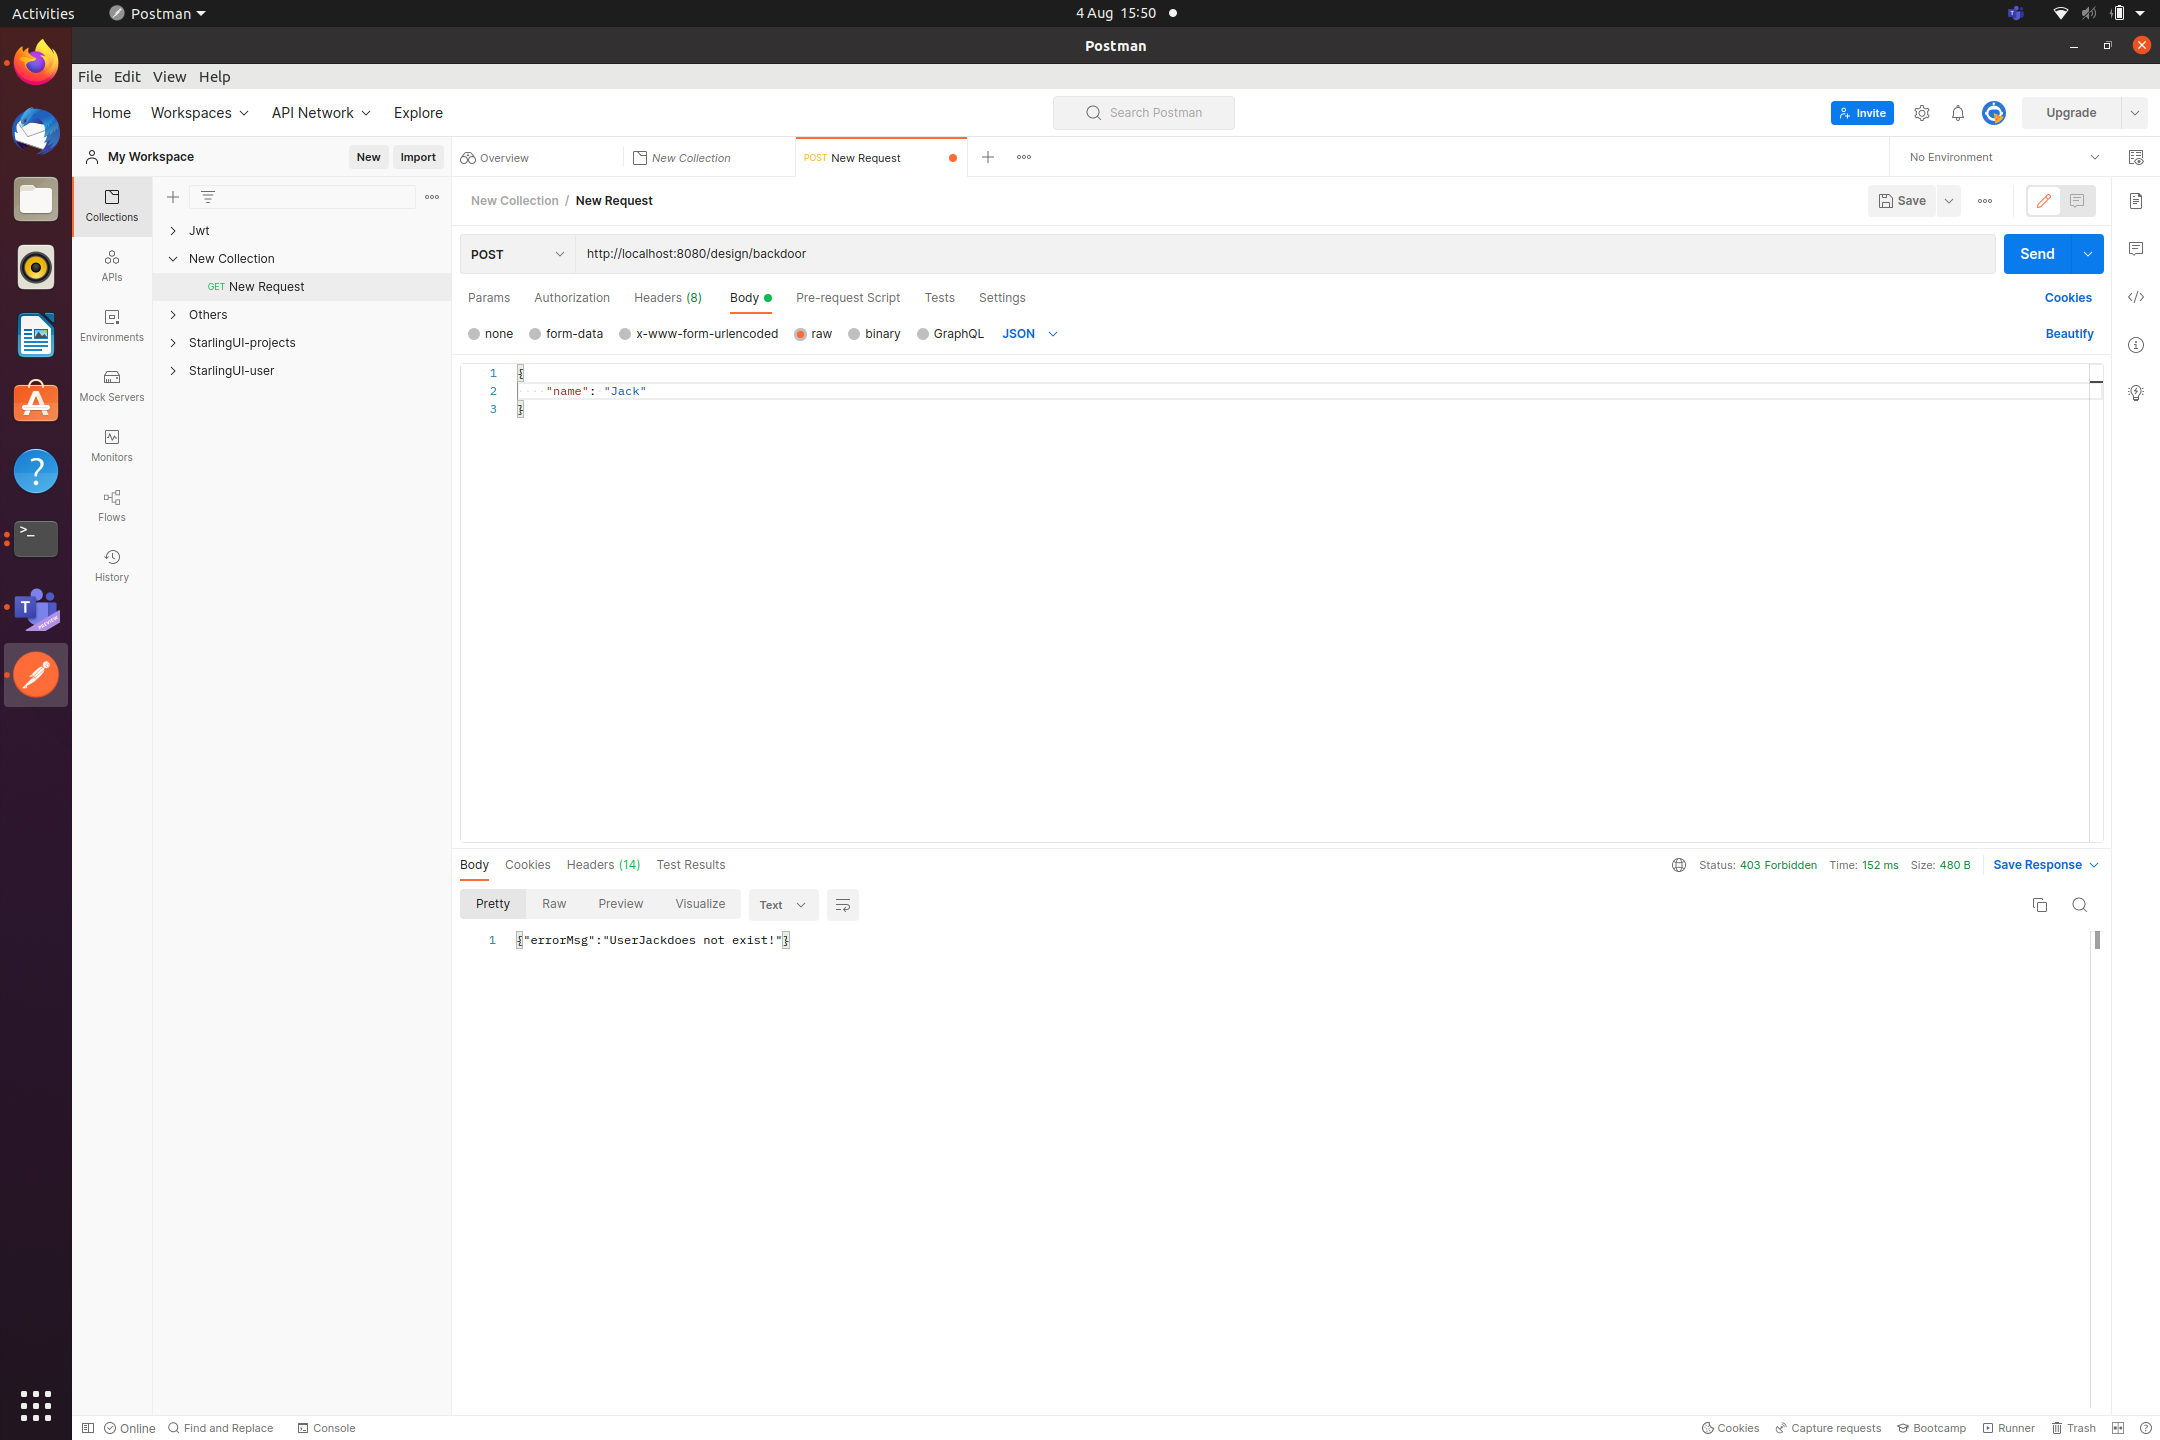 Activities Postman 4 Aug 15:50
Postman
File Edit View Help
Home Workspaces API Network Explore Search Postman Invite Upgrade
My Workspace New Import Overview New Collection POST New Request No Environment
Collections
APIs
Environments
Mock Servers
Monitors
Flows
History
Jwt
New Collection
GET New Request
Others
StarlingUI-projects
StarlingUI-user
New Collection / New Request Save
POST http://localhost:8080/design/backdoor Send
Params Authorization Headers (8) Body Pre-request Script Tests Settings Cookies
none form-data x-www-form-urlencoded raw binary GraphQL JSON Beautify
1 {
2 "name": "Jack"
3 }
Body Cookies Headers (14) Test Results Status: 403 Forbidden Time: 152 ms Size: 480 B Save Response
Pretty Raw Preview Visualize Text
1 {"errorMsg":"UserJackdoes not exist!"}
Online Find and Replace Console Cookies Capture requests Bootcamp Runner Trash